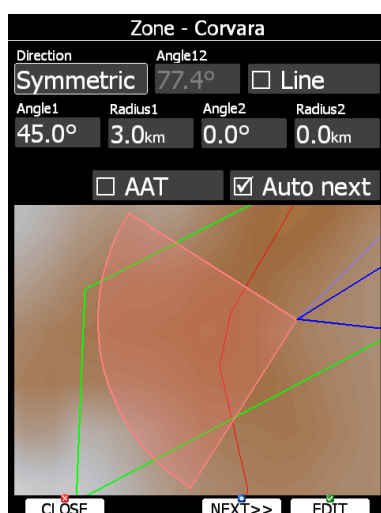 Zone - Corvara
Direction Angle12
Symmetric 77.4° Line
Angle1 Radius1 Angle2 Radius2
45.0° 3.0km 0.0° 0.0km
AAT Auto next
CLOSE NEXT>> EDIT